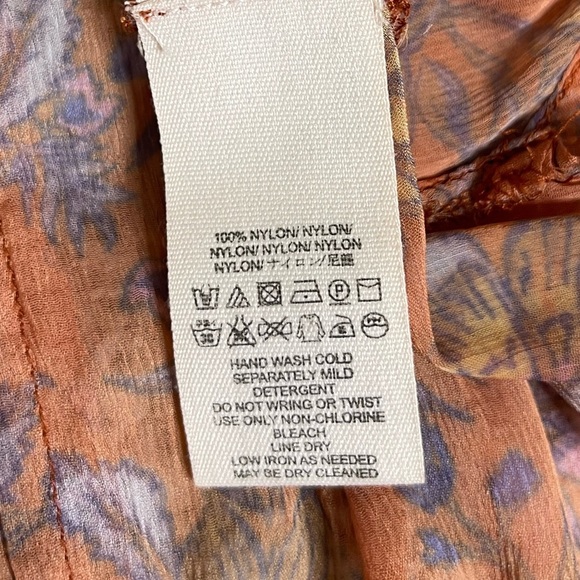 100% NYLON/ NYLON/
NYLON/ NYLON/ NYLON
NYLON/ ナイロン/ 尼龍
HAND WASH COLD
SEPARATELY MILD
DETERGENT
DO NOT WRING OR TWIST
USE ONLY NON-CHLORINE
BLEACH
LINE DRY
LOW IRON AS NEEDED
MAY BE DRY CLEANED